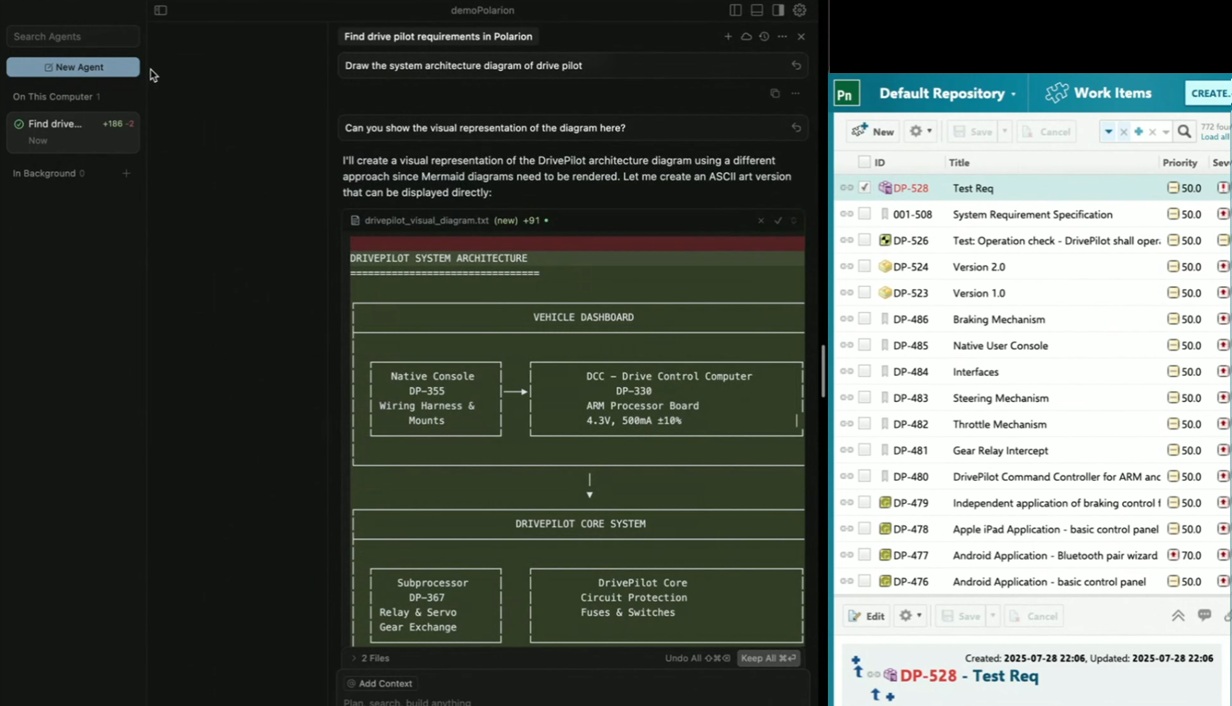 demoPolarion
Search Agents
New Agent
On This Computer 1
Find drive... +186 -2
Now
In Background 0
Find drive pilot requirements in Polarion
Draw the system architecture diagram of drive pilot
Can you show the visual representation of the diagram here?
I'll create a visual representation of the DrivePilot architecture diagram using a different
approach since Mermaid diagrams need to be rendered. Let me create an ASCII art version
that can be displayed directly:
drivepilot_visual_diagram.txt (new) +91
DRIVEPILOT SYSTEM ARCHITECTURE
==============================
VEHICLE DASHBOARD
Native Console
DP-355
Wiring Harness &
Mounts
DCC – Drive Control Computer
DP-330
ARM Processor Board
4.3V, 500mA ±10%
DRIVEPILOT CORE SYSTEM
Subprocessor
DP-367
Relay & Servo
Gear Exchange
DrivePilot Core
Circuit Protection
Fuses & Switches
2 Files
Undo All ⇧⌘⌫
Keep All ⌘⏎
@ Add Context
Plan, search, build anything
Pn Default Repository Work Items CREATE.
New Save Cancel 772 fou
Load all
ID Title Priority Sev
DP-528 Test Req 50.0
001-508 System Requirement Specification 50.0
DP-526 Test: Operation check - DrivePilot shall oper 50.0
DP-524 Version 2.0 50.0
DP-523 Version 1.0 50.0
DP-486 Braking Mechanism 50.0
DP-485 Native User Console 50.0
DP-484 Interfaces 50.0
DP-483 Steering Mechanism 50.0
DP-482 Throttle Mechanism 50.0
DP-481 Gear Relay Intercept 50.0
DP-480 DrivePilot Command Controller for ARM and 50.0
DP-479 Independent application of braking control f 50.0
DP-478 Apple iPad Application - basic control panel 50.0
DP-477 Android Application - Bluetooth pair wizard 70.0
DP-476 Android Application - basic control panel 50.0
Edit Save Cancel
Created: 2025-07-28 22:06, Updated: 2025-07-28 22:06
DP-528 - Test Req